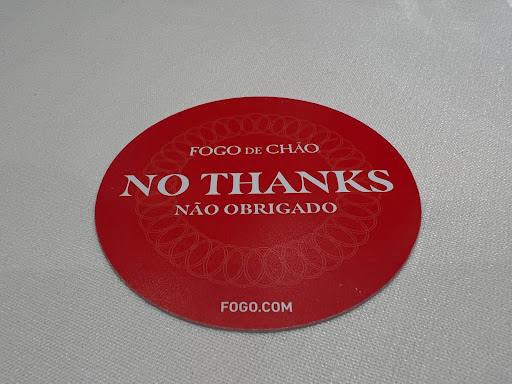 FOGO DE CHÃO
NO THANKS
NÃO OBRIGADO
FOGO.COM